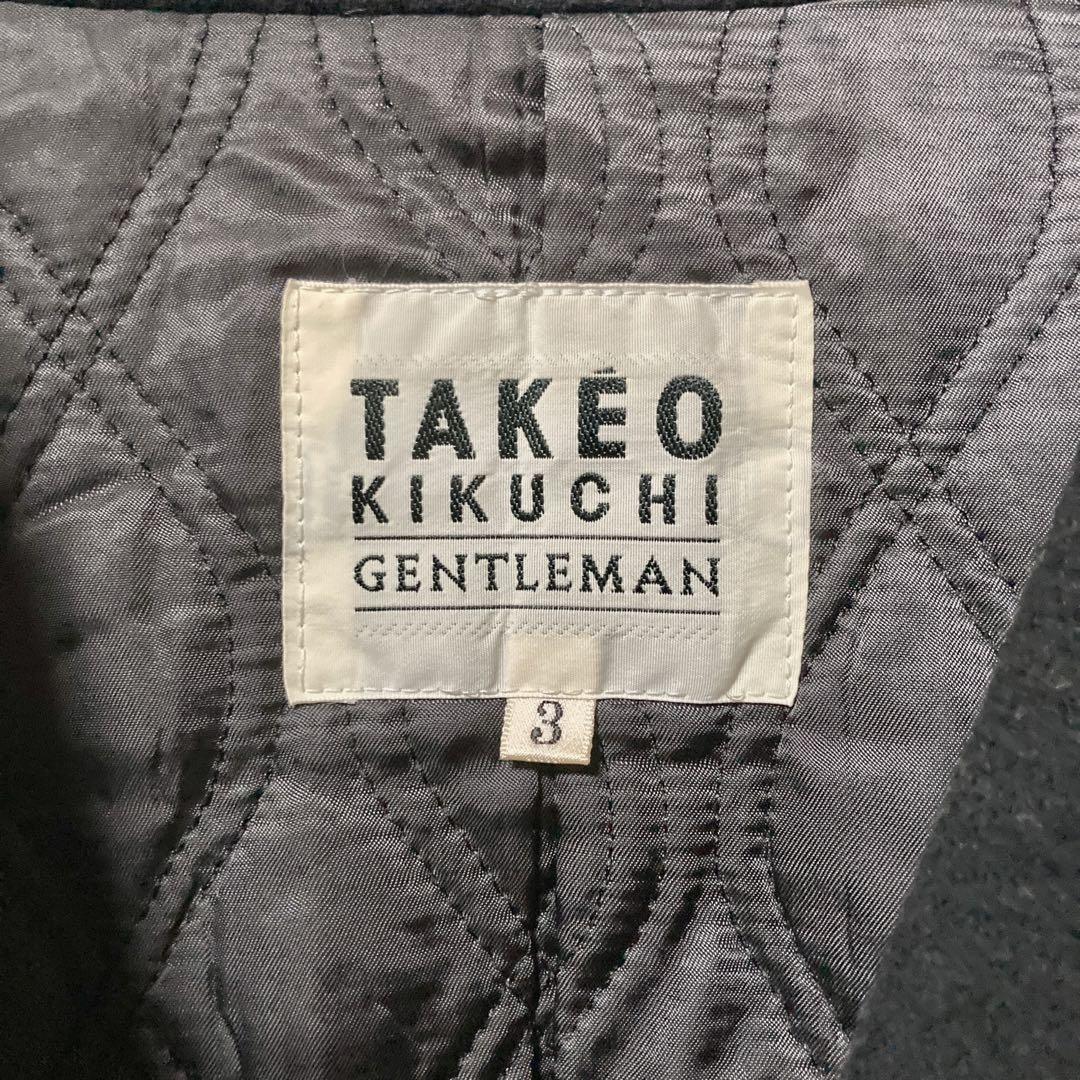 TAKÉO
KIKUCHI
GENTLEMAN
3